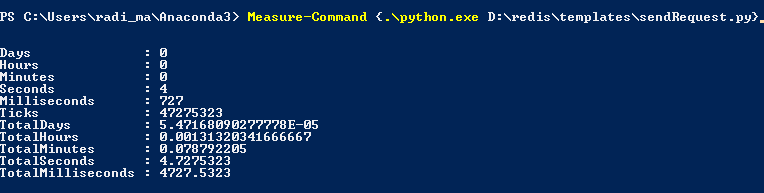 PS C:\Users\radi_ma\Anaconda3> Measure-Command {.\python.exe D:\redis\templates\sendRequest.py}
Days              : 0
Hours             : 0
Minutes           : 0
Seconds           : 4
Milliseconds      : 727
Ticks             : 47275323
TotalDays         : 5.47168090277778E-05
TotalHours        : 0.00131320341666667
TotalMinutes      : 0.078792205
TotalSeconds      : 4.7275323
TotalMilliseconds : 4727.5323